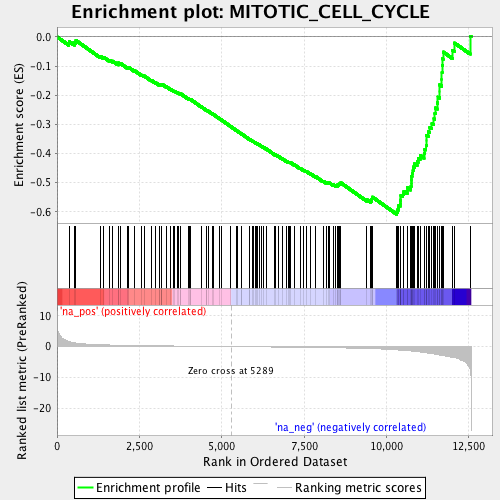 Enrichment plot: MITOTIC_CELL_CYCLE
Enrichment score (ES)
0.0
-0.1
-0.2
-0.3
-0.4
-0.5
-0.6
'na_pos' (positively correlated)
Ranked list metric (PreRanked)
10
0
-10
-20
Zero cross at 5289
'na_neg' (negatively correlated)
0
2,500
5,000
7,500
10,000
12,500
Rank in Ordered Dataset
Enrichment profile
Hits
Ranking metric scores